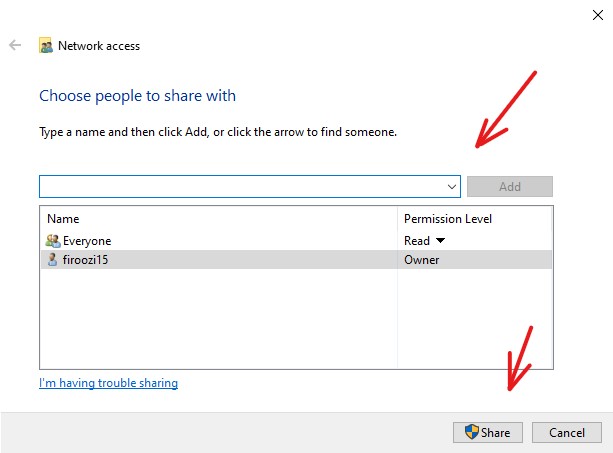 Network access
Choose people to share with
Type a name and then click Add, or click the arrow to find someone.
Add
Name Permission Level
Everyone Read
firoozi15 Owner
I'm having trouble sharing
Share Cancel